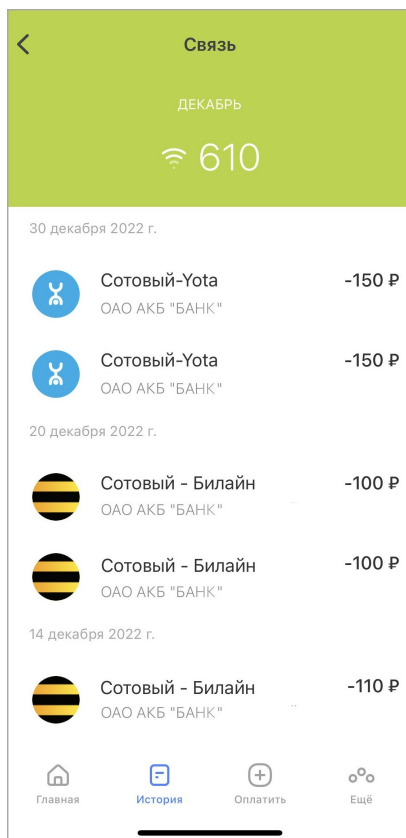 Связь
ДЕКАБРЬ
610
30 декабря 2022 г.
Сотовый-Yota -150 ₽
ОАО АКБ "БАНК"
Сотовый-Yota -150 ₽
ОАО АКБ "БАНК"
20 декабря 2022 г.
Сотовый - Билайн -100 ₽
ОАО АКБ "БАНК"
Сотовый - Билайн -100 ₽
ОАО АКБ "БАНК"
14 декабря 2022 г.
Сотовый - Билайн -110 ₽
ОАО АКБ "БАНК"
Главная История Оплатить Ещё